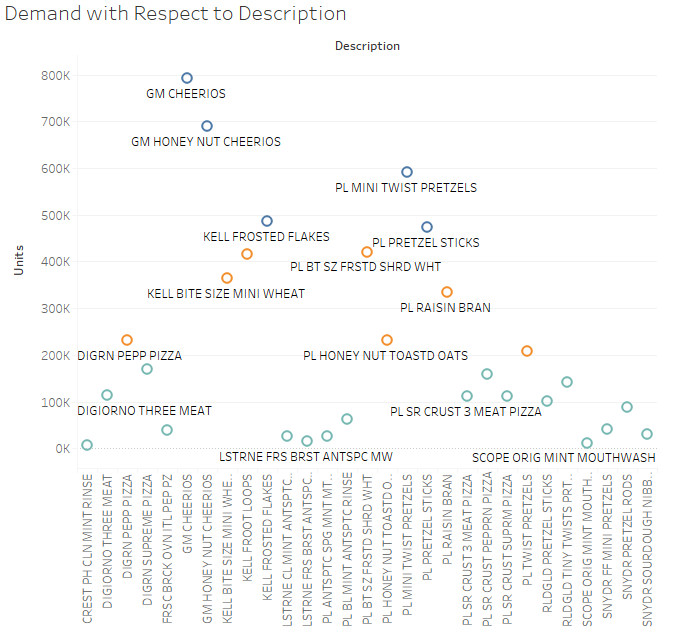 Demand with Respect to Description
Description
800K
GM CHEERIOS
700K
GM HONEY NUT CHEERIOS
600K
PL MINI TWIST PRETZELS
500K
KELL FROSTED FLAKES
PL PRETZEL STICKS
Units
400K
PL BT SZ FRSTD SHRD WHT
KELL BITE SIZE MINI WHEAT
300K
PL RAISIN BRAN
200K
DIGRN PEPP PIZZA
PL HONEY NUT TOASTD OATS
100K
DIGIORNO THREE MEAT
PL SR CRUST 3 MEAT PIZZA
0K
LSTRNE FRS BRST ANTSPC MW
SCOPE ORIG MINT MOUTHWASH
CREST PH CLN MINT RINSE
DIGIORNO THREE MEAT
DIGRN PEPP PIZZA
DIGRN SUPREME PIZZA
FRSC BRCK OVN ITL PEP PZ
GM CHEERIOS
GM HONEY NUT CHEERIOS
KELL BITE SIZE MINI WHE..
KELL FROOT LOOPS
KELL FROSTED FLAKES
LSTRNE CL MINT ANTSPTC..
LSTRNE FRS BRST ANTSPC..
PL ANTSPTC SPG MNT MT..
PL BL MINT ANTSPTC RINSE
PL BT SZ FRSTD SHRD WHT
PL HONEY NUT TOASTD O..
PL MINI TWIST PRETZELS
PL PRETZEL STICKS
PL RAISIN BRAN
PL SR CRUST 3 MEAT PIZZA
PL SR CRUST PEPPRN PIZZA
PL SR CRUST SUPRM PIZZA
PL TWIST PRETZELS
RLDGLD PRETZEL STICKS
RLDGLD TINY TWISTS PRT..
SCOPE ORIG MINT MOUTH..
SNYDR FF MINI PRETZELS
SNYDR PRETZEL RODS
SNYDR SOURDOUGH NIBB..